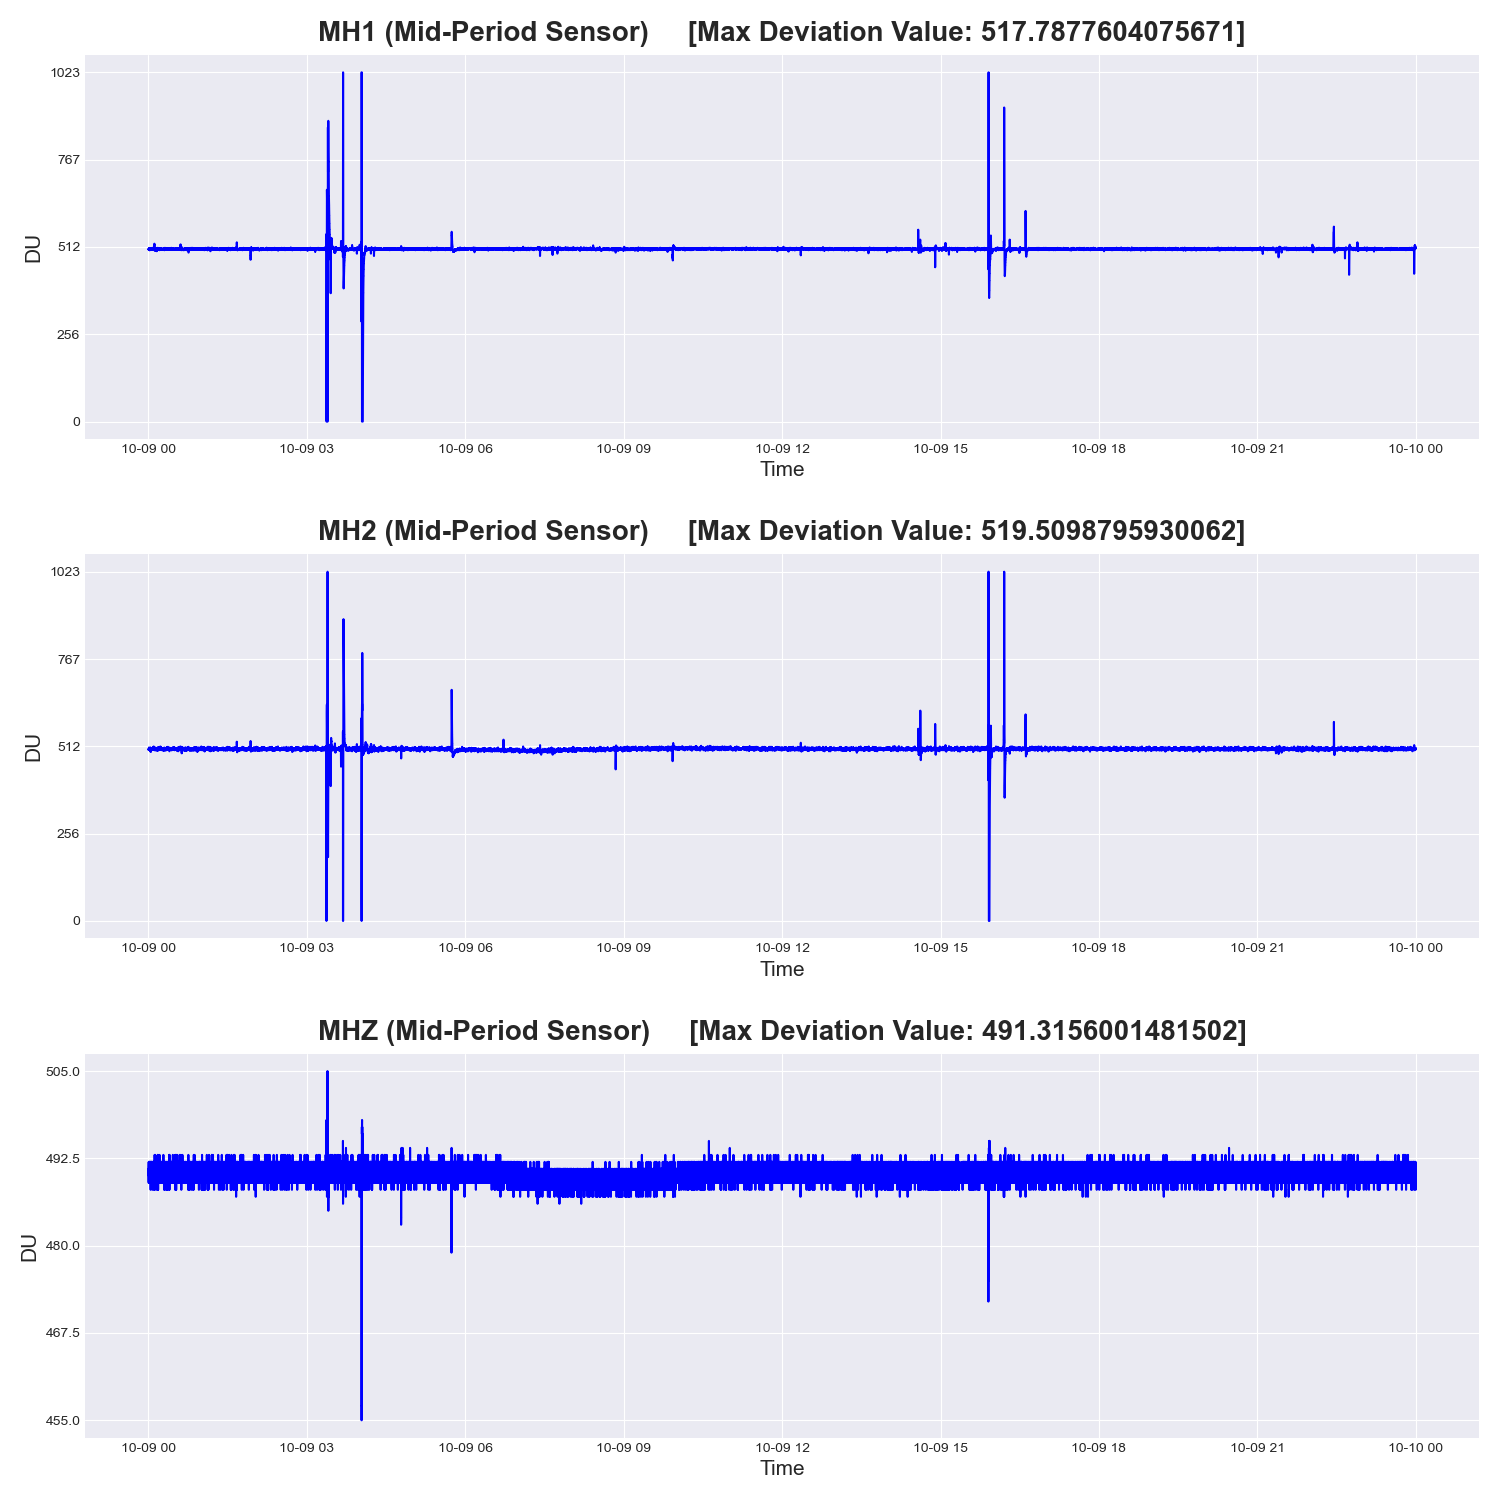 MH1 (Mid-Period Sensor) [Max Deviation Value: 517.7877604075671]
1023
767
512
256
0
DU
10-09 00 10-09 03 10-09 06 10-09 09 10-09 12 10-09 15 10-09 18 10-09 21 10-10 00
Time
MH2 (Mid-Period Sensor) [Max Deviation Value: 519.5098795930062]
1023
767
512
256
0
DU
10-09 00 10-09 03 10-09 06 10-09 09 10-09 12 10-09 15 10-09 18 10-09 21 10-10 00
Time
MHZ (Mid-Period Sensor) [Max Deviation Value: 491.3156001481502]
505.0
492.5
480.0
467.5
455.0
DU
10-09 00 10-09 03 10-09 06 10-09 09 10-09 12 10-09 15 10-09 18 10-09 21 10-10 00
Time